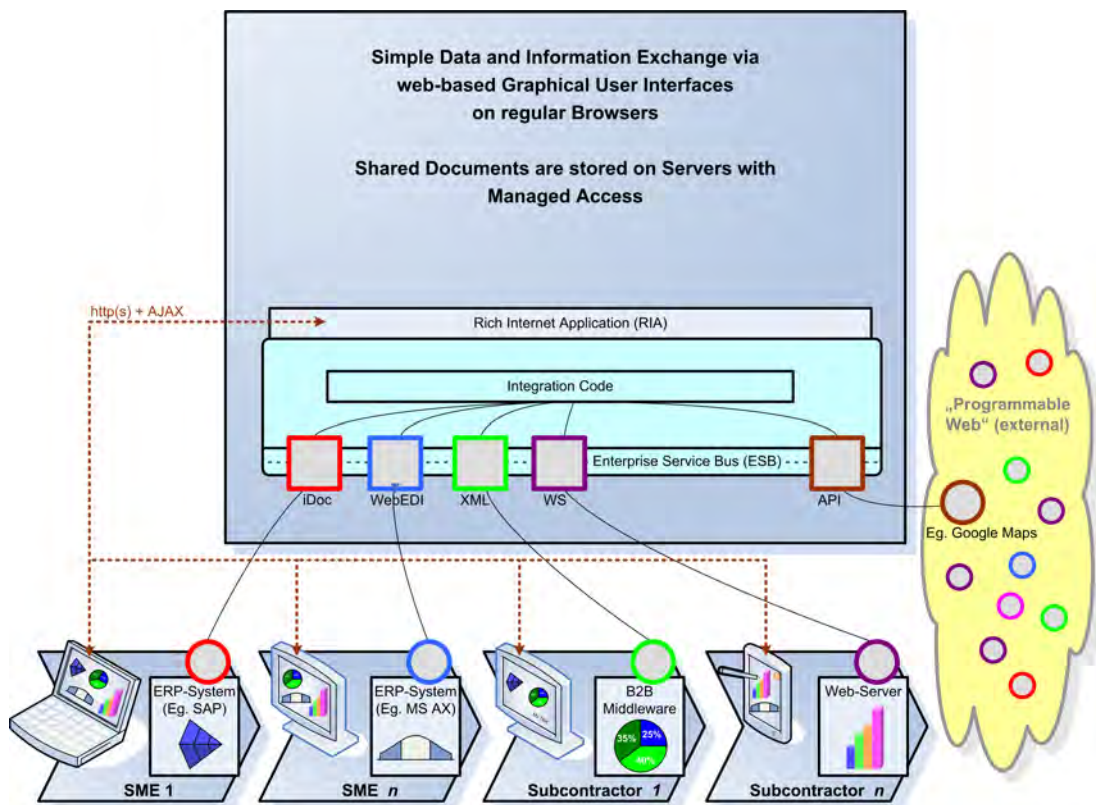 Simple Data and Information Exchange via
web-based Graphical User Interfaces
on regular Browsers
Shared Documents are stored on Servers with
Managed Access
http(s) + AJAX
Rich Internet Application (RIA)
Integration Code
Enterprise Service Bus (ESB)
iDoc
WebEDI
XML
WS
API
„Programmable
Web“ (external)
Eg. Google Maps
ERP-System
(Eg. SAP)
ERP-System
(Eg. MS AX)
B2B
Middleware
35%
25%
40%
Web-Server
SME 1
SME n
Subcontractor 1
Subcontractor n